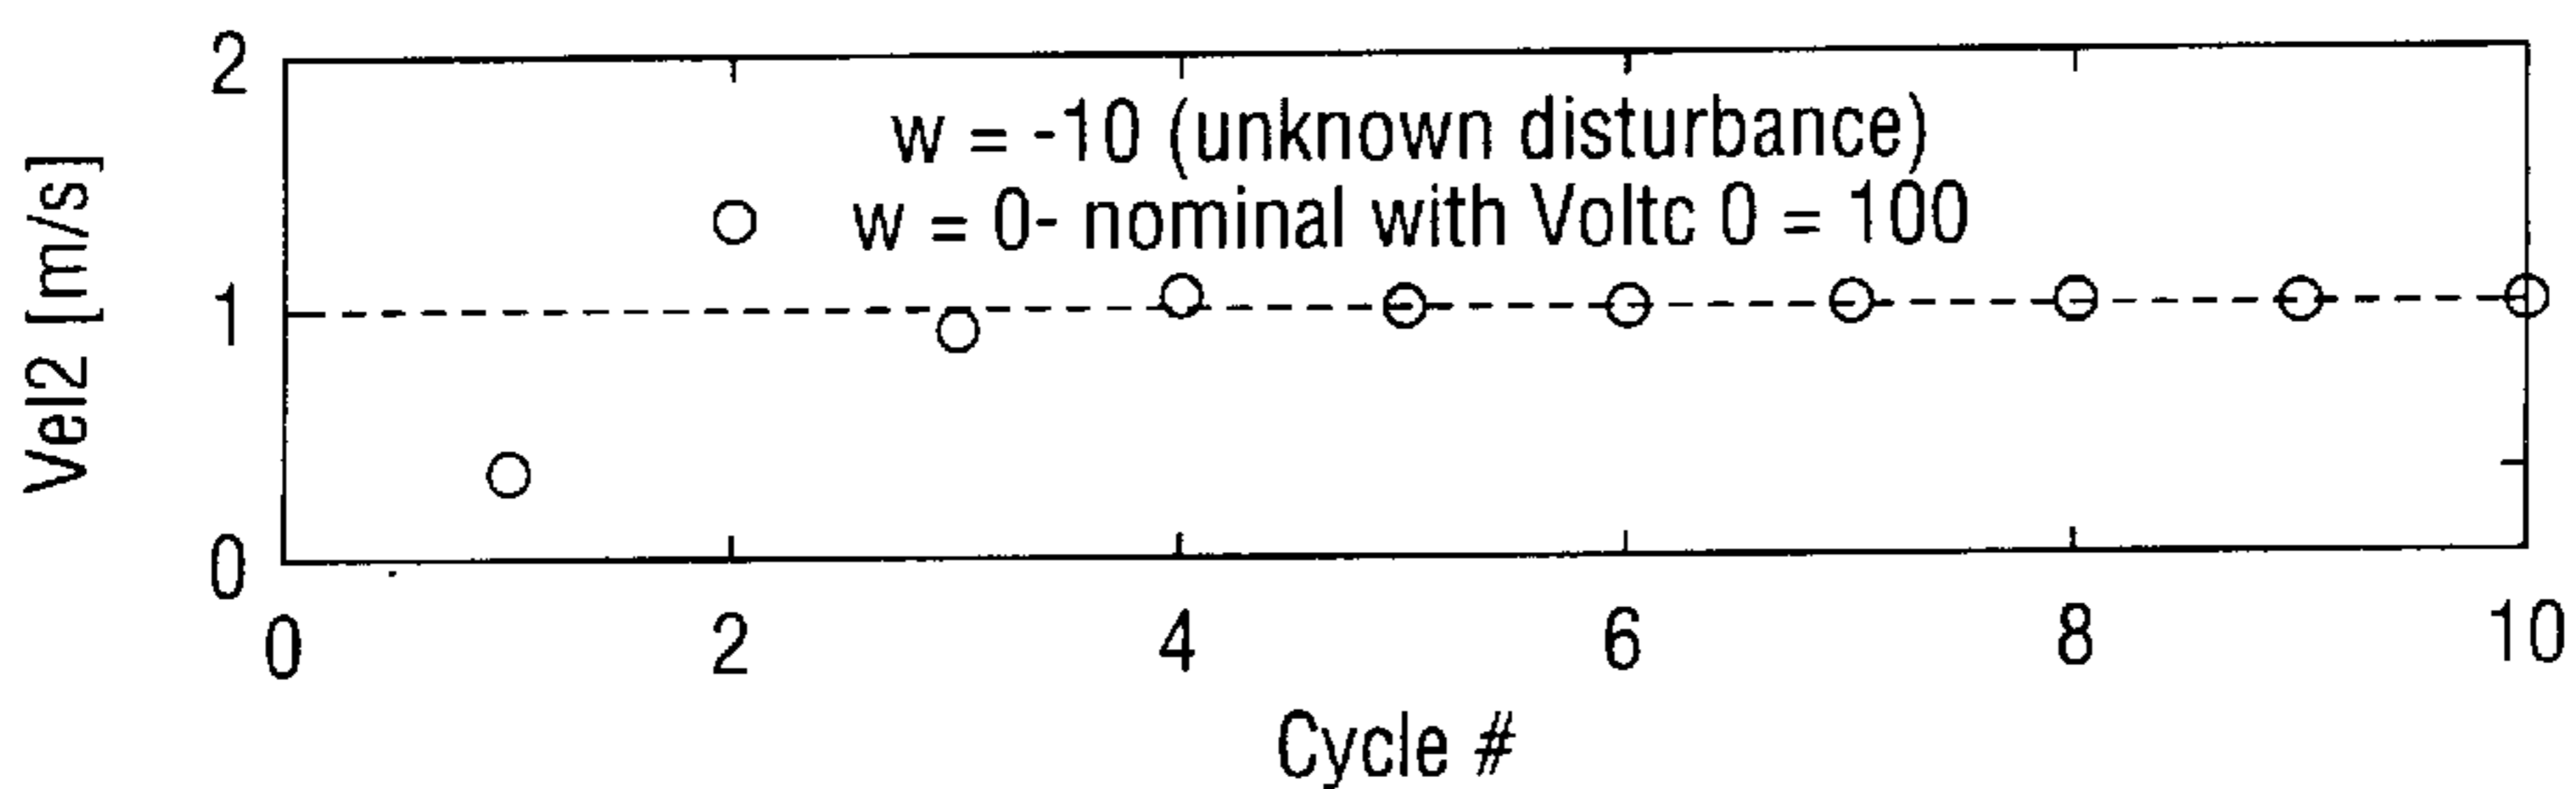 2
w = -10 (unknown disturbance)
w = 0- nominal with Voltc 0 = 100
1
Vel2 [m/s]
0
0 2 4 6 8 10
Cycle #